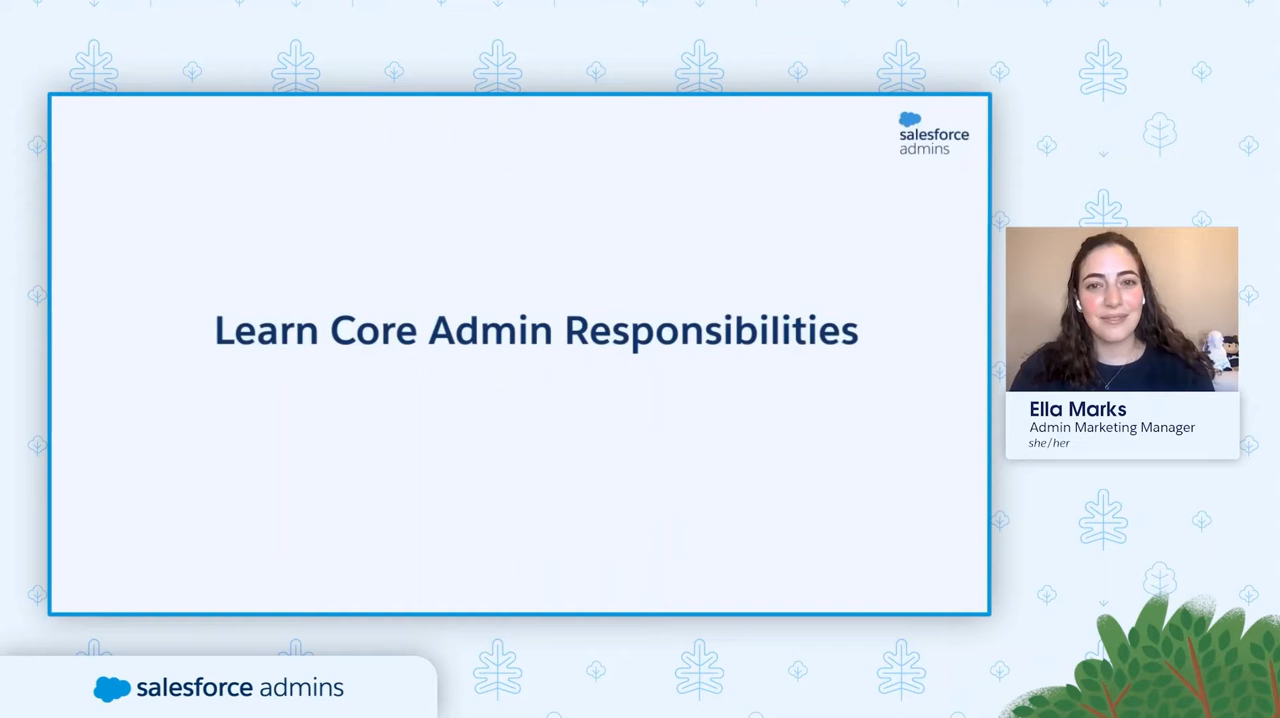 salesforce
admins
Learn Core Admin Responsibilities
Ella Marks
Admin Marketing Manager
she/her
salesforce admins